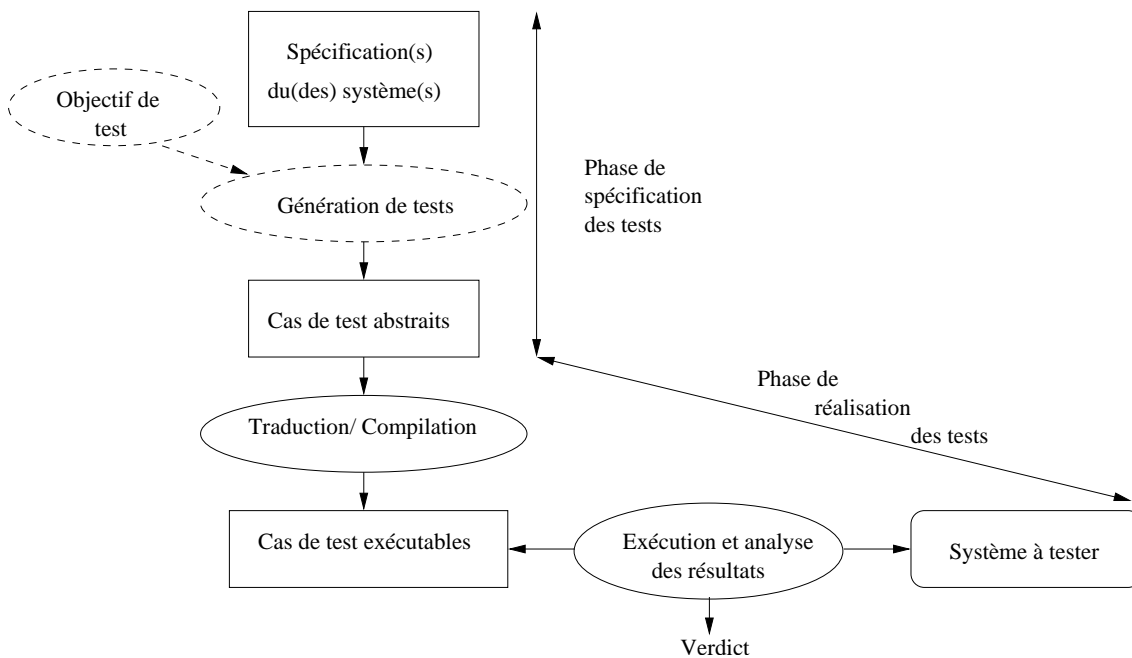 Spécification(s)
du(des) système(s)
Objectif de
test
Génération de tests
Phase de
spécification
des tests
Cas de test abstraits
Traduction/ Compilation
Phase de
réalisation
des tests
Cas de test exécutables
Exécution et analyse
des résultats
Système à tester
Verdict